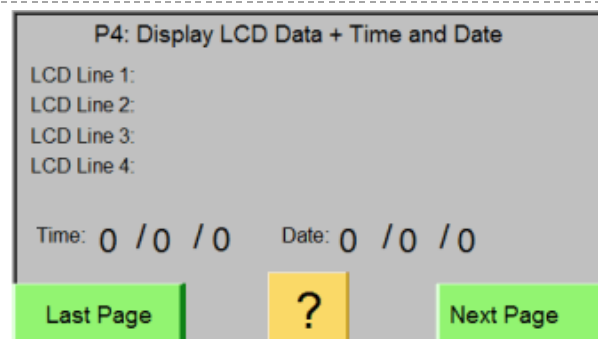 P4: Display LCD Data + Time and Date
LCD Line 1:
LCD Line 2:
LCD Line 3:
LCD Line 4:
Time: 0 / 0 / 0 Date: 0 / 0 / 0
Last Page ? Next Page